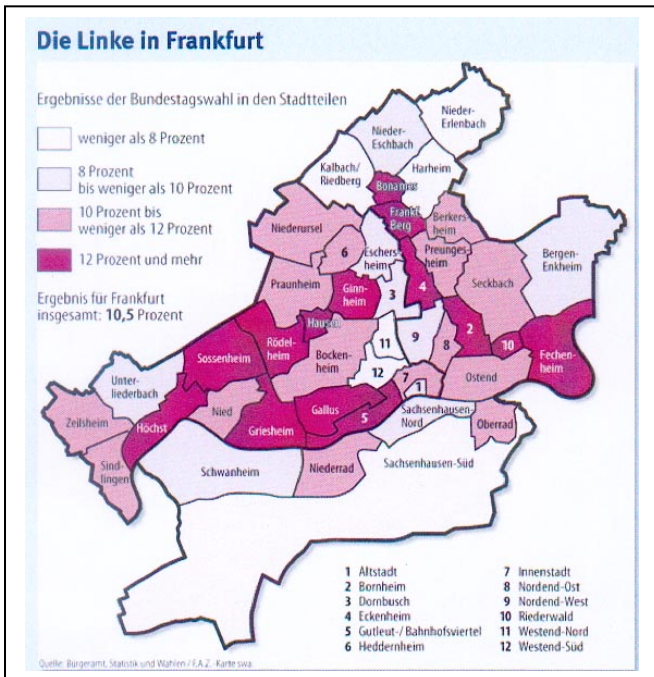 Die Linke in Frankfurt
Ergebnisse der Bundestagswahl in den Stadtteilen
weniger als 8 Prozent
8 Prozent
bis weniger als 10 Prozent
10 Prozent bis
weniger als 12 Prozent
12 Prozent und mehr
Ergebnis für Frankfurt
insgesamt: 10,5 Prozent
Nieder-
Erlenbach
Nieder-
Eschbach
Kalbach/
Riedberg
Harheim
Bonames
Frankf.
Berg
Berkers-
heim
Niederursel
6
Eschers-
heim
Preunges-
heim
Bergen-
Enkheim
Praunheim
Ginn-
heim
3
4
Seckbach
Hausen
Rödel-
heim
11
9
8
2
10
Fechen-
heim
Sossenheim
Bockenheim
12
7
1
Ostend
Unter-
liederbach
Zeilsheim
Höchst
Nied
Griesheim
Gallus
5
Sachsenhausen-
Nord
Oberrad
Sind-
lingen
Schwanheim
Niederrad
Sachsenhausen-Süd
1 Altstadt
2 Bornheim
3 Dornbusch
4 Eckenheim
5 Gutleut-/Bahnhofsviertel
6 Heddernheim
7 Innenstadt
8 Nordend-Ost
9 Nordend-West
10 Riederwald
11 Westend-Nord
12 Westend-Süd
Quelle: Bürgeramt, Statistik und Wahlen / F.A.Z.-Karte swa.